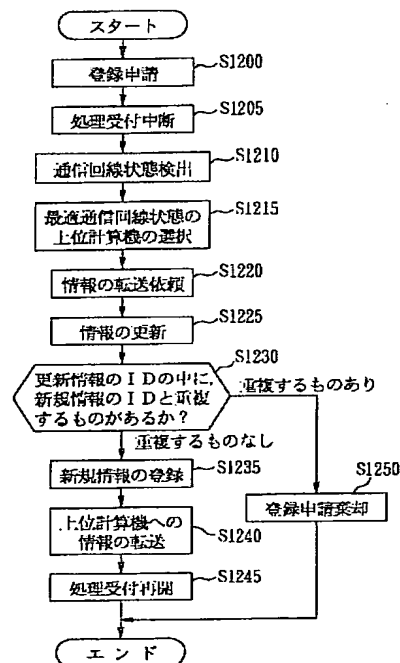 スタート
登録申請
S1200
処理受付中断
S1205
通信回線状態検出
S1210
最適通信回線状態の
上位計算機の選択
S1215
情報の転送依頼
S1220
情報の更新
S1225
更新情報のＩＤの中に,
新規情報のＩＤと重複
するものがあるか？
S1230
重複するものあり
重複するものなし
新規情報の登録
S1235
登録申請棄却
S1250
上位計算機への
情報の転送
S1240
処理受付再開
S1245
エンド